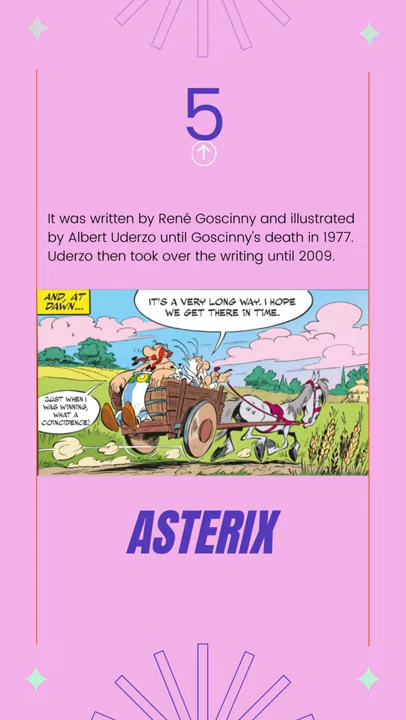 5
It was written by René Goscinny and illustrated
by Albert Uderzo until Goscinny's death in 1977.
Uderzo then took over the writing until 2009.
AND, AT
DAWN...
IT'S A VERY LONG WAY. I HOPE
WE GET THERE IN TIME.
JUST WHEN I
WAS WINNING,
WHAT A
COINCIDENCE!
ASTERIX